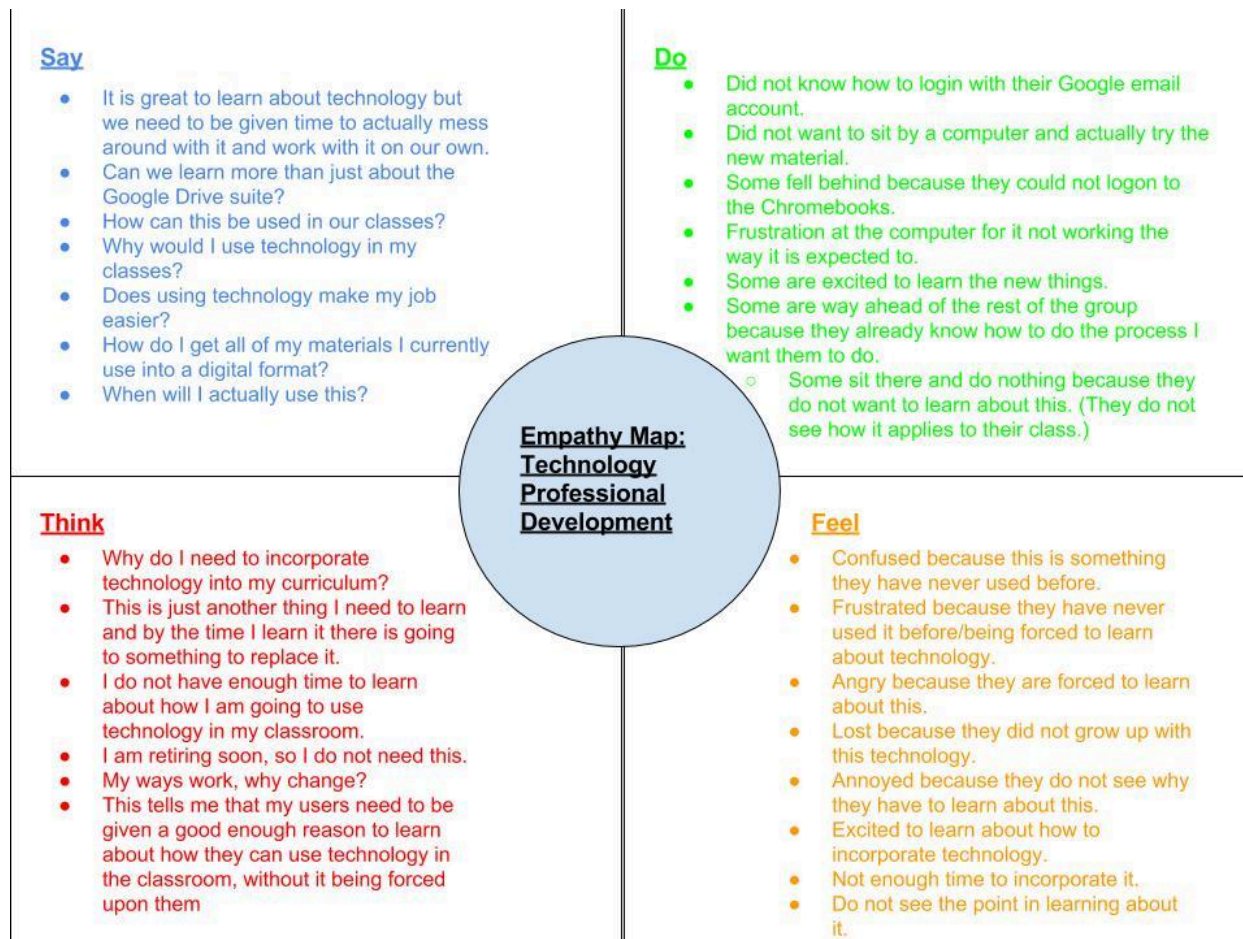 Say
● It is great to learn about technology but
we need to be given time to actually mess
around with it and work with it on our own.
● Can we learn more than just about the
Google Drive suite?
● How can this be used in our classes?
● Why would I use technology in my
classes?
● Does using technology make my job
easier?
● How do I get all of my materials I currently
use into a digital format?
● When will I actually use this?
Do
● Did not know how to login with their Google email
account.
● Did not want to sit by a computer and actually try the
new material.
● Some fell behind because they could not logon to
the Chromebooks.
● Frustration at the computer for it not working the
way it is expected to.
● Some are excited to learn the new things.
● Some are way ahead of the rest of the group
because they already know how to do the process I
want them to do.
○ Some sit there and do nothing because they
do not want to learn about this. (They do not
see how it applies to their class.)
Empathy Map:
Technology
Professional
Development
Think
● Why do I need to incorporate
technology into my curriculum?
● This is just another thing I need to learn
and by the time I learn it there is going
to something to replace it.
● I do not have enough time to learn
about how I am going to use
technology in my classroom.
● I am retiring soon, so I do not need this.
● My ways work, why change?
● This tells me that my users need to be
given a good enough reason to learn
about how they can use technology in
the classroom, without it being forced
upon them
Feel
● Confused because this is something
they have never used before.
● Frustrated because they have never
used it before/being forced to learn
about technology.
● Angry because they are forced to learn
about this.
● Lost because they did not grow up with
this technology.
● Annoyed because they do not see why
they have to learn about this.
● Excited to learn about how to
incorporate technology.
● Not enough time to incorporate it.
● Do not see the point in learning about
it.